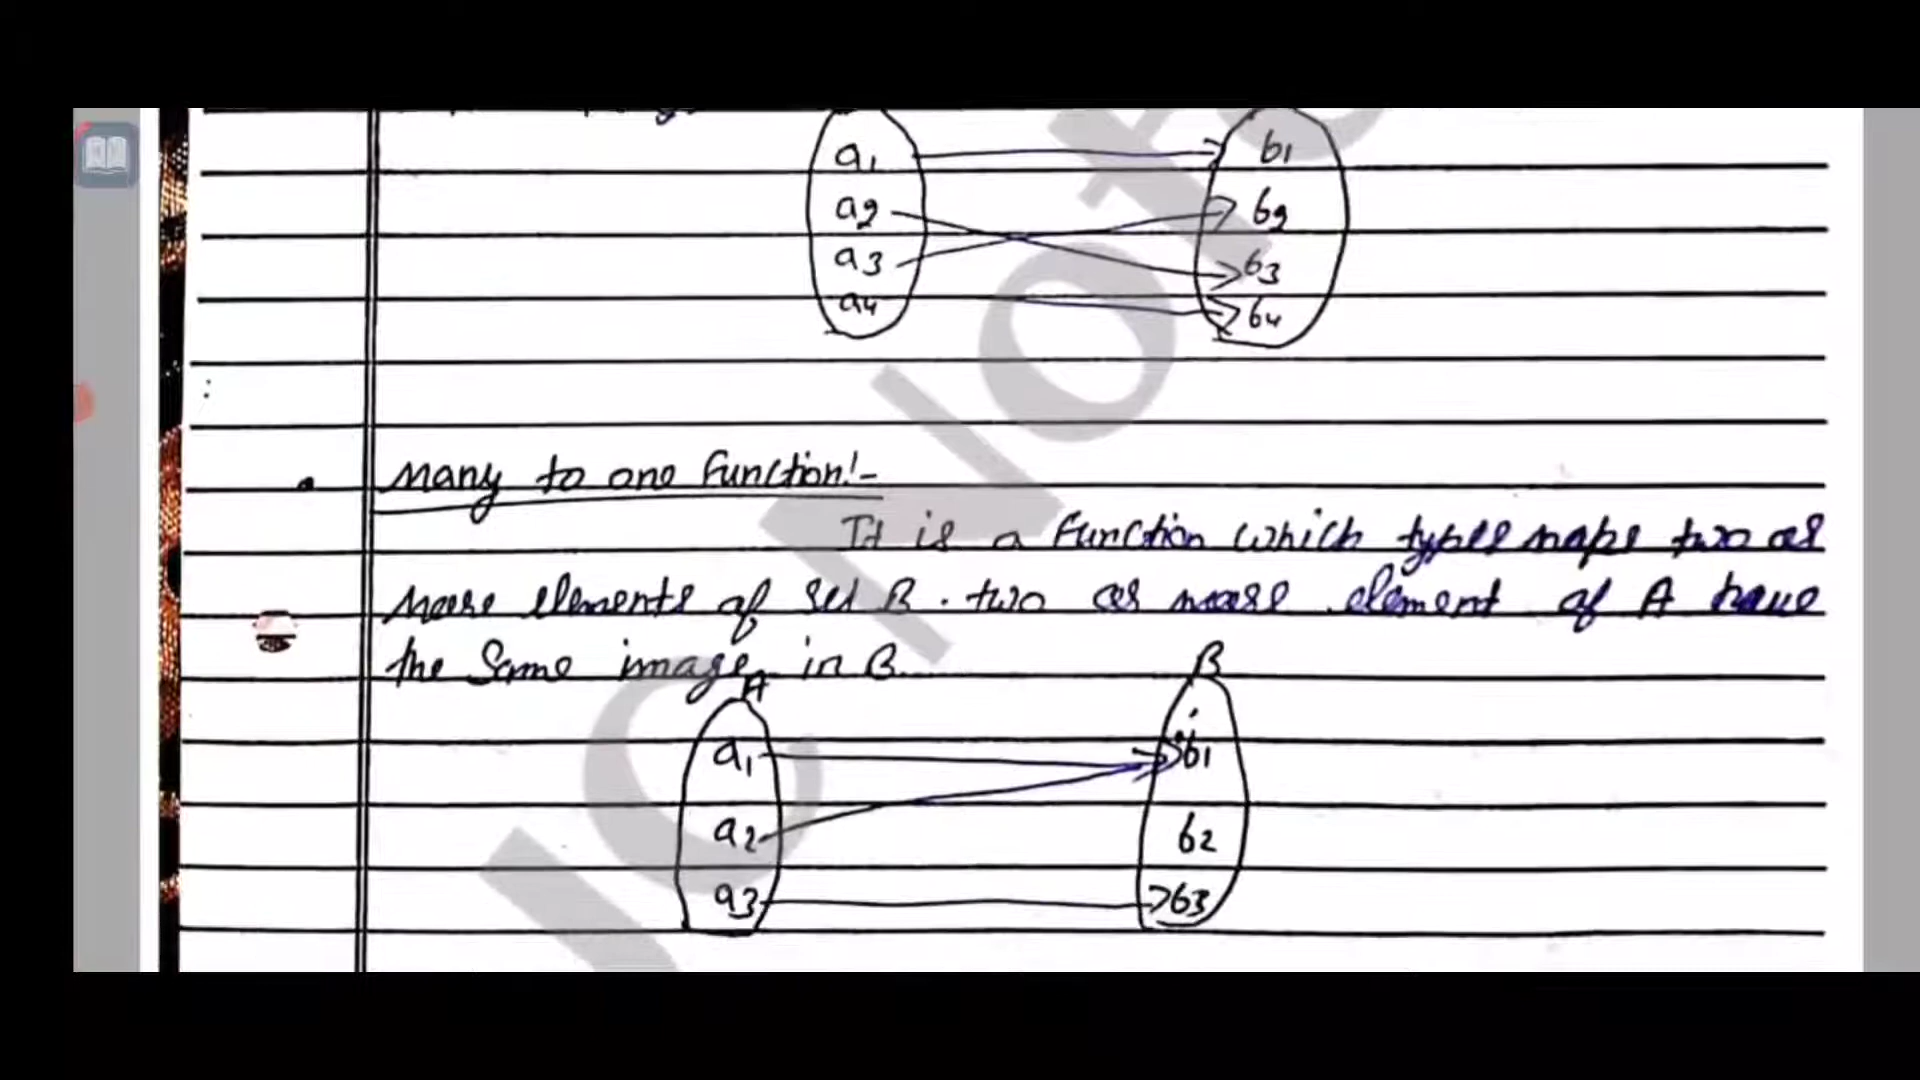 a1 b1
a2 b2
a3 b3
a4 b4
Many to one Function:-
It is a Function which types maps two or
more elements of set B. two or more element of A have
the Same image in B.
A B
a1 b1
a2 b2
a3 b3